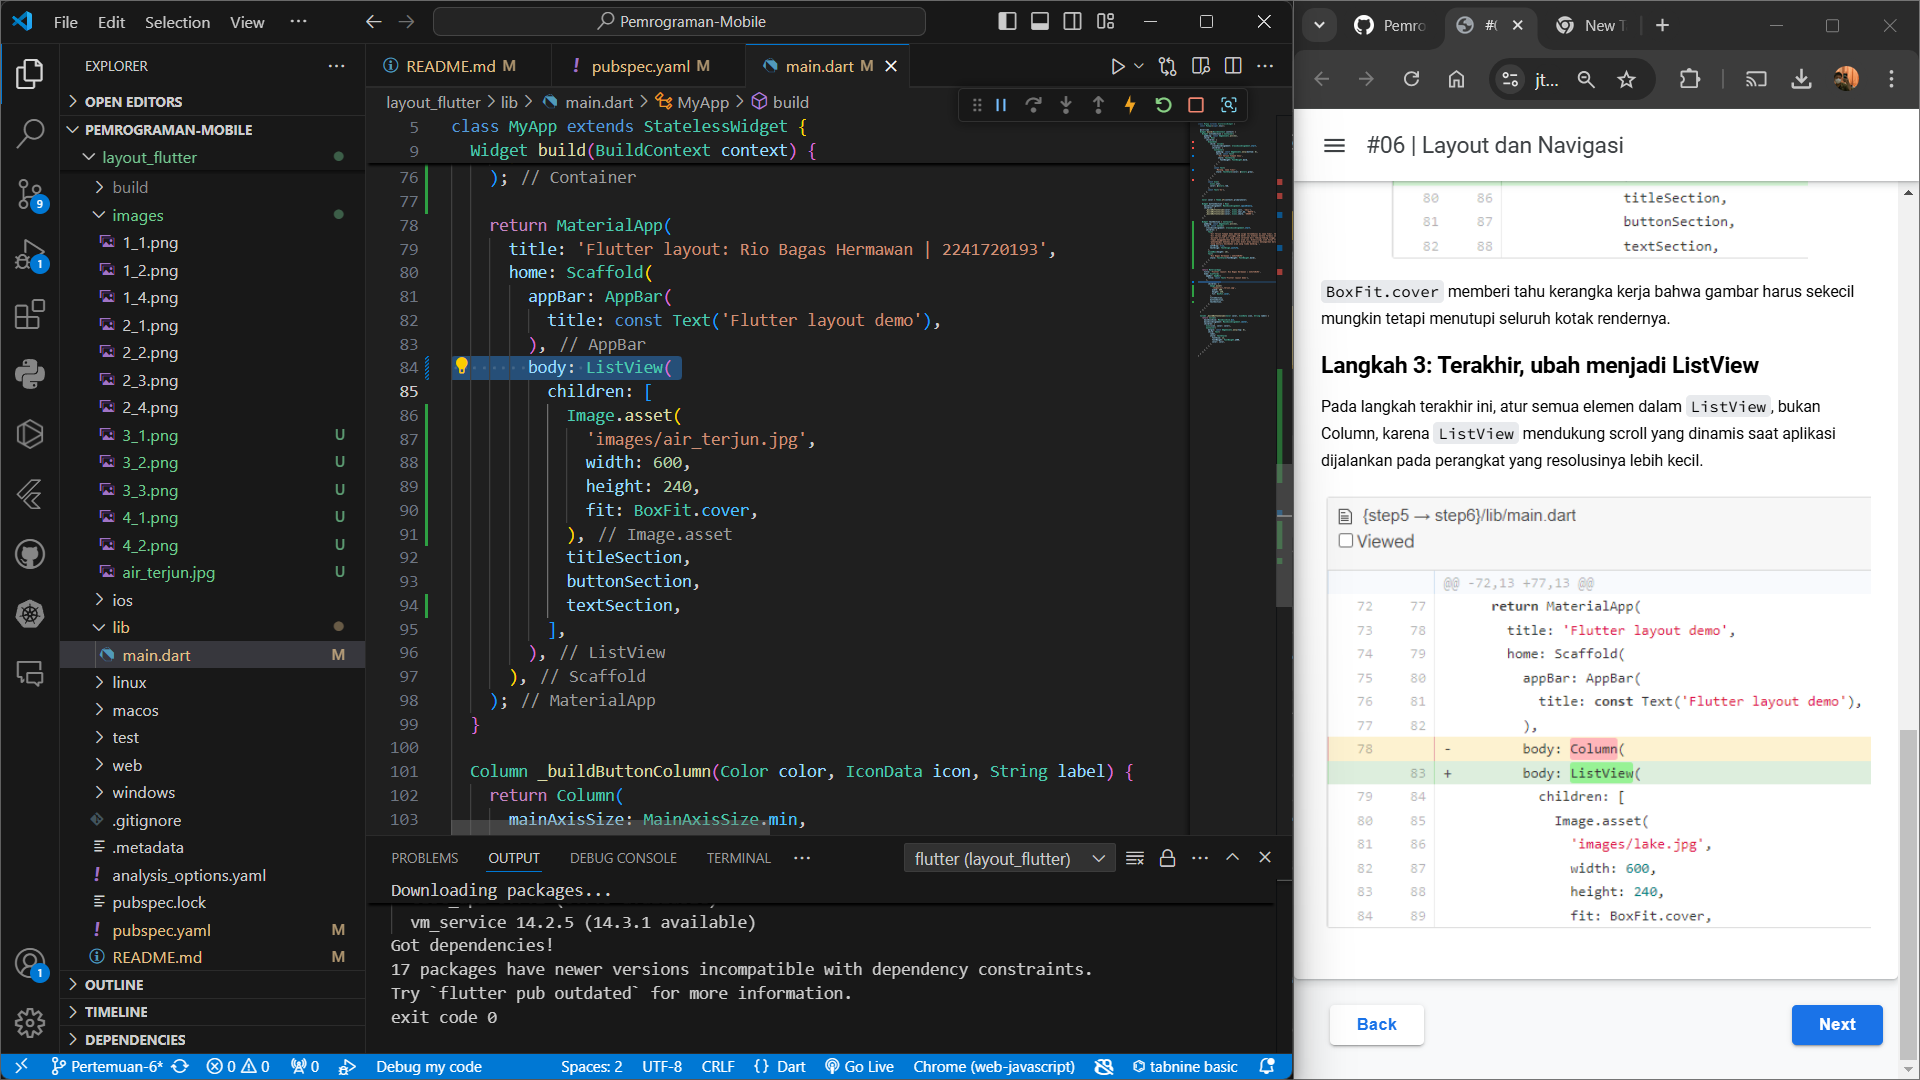 File Edit Selection View ··· Pemrograman-Mobile
EXPLORER
OPEN EDITORS
PEMROGRAMAN-MOBILE
layout_flutter
build
images
1_1.png
1_2.png
1_4.png
2_1.png
2_2.png
2_3.png
2_4.png
3_1.png U
3_2.png U
3_3.png U
4_1.png U
4_2.png U
air_terjun.jpg U
ios
lib
main.dart M
linux
macos
test
web
windows
.gitignore
.metadata
analysis_options.yaml
pubspec.lock
pubspec.yaml M
README.md M
OUTLINE
TIMELINE
DEPENDENCIES
9
1
1
README.md M pubspec.yaml M main.dart M
layout_flutter > lib > main.dart > MyApp > build
5 class MyApp extends StatelessWidget {
9 Widget build(BuildContext context) {
76 ); // Container
77
78 return MaterialApp(
79 title: 'Flutter layout: Rio Bagas Hermawan | 2241720193',
80 home: Scaffold(
81 appBar: AppBar(
82 title: const Text('Flutter layout demo'),
83 ), // AppBar
84 body: ListView(
85 children: [
86 Image.asset(
87 'images/air_terjun.jpg',
88 width: 600,
89 height: 240,
90 fit: BoxFit.cover,
91 ), // Image.asset
92 titleSection,
93 buttonSection,
94 textSection,
95 ],
96 ), // ListView
97 ), // Scaffold
98 ); // MaterialApp
99 }
100
101 Column _buildButtonColumn(Color color, IconData icon, String label) {
102 return Column(
103 mainAxisSize: MainAxisSize.min,
PROBLEMS OUTPUT DEBUG CONSOLE TERMINAL ··· flutter (layout_flutter)
Downloading packages...
vm_service 14.2.5 (14.3.1 available)
Got dependencies!
17 packages have newer versions incompatible with dependency constraints.
Try `flutter pub outdated` for more information.
exit code 0
Pertemuan-6* 0 0 0 Debug my code Spaces: 2 UTF-8 CRLF {} Dart Go Live Chrome (web-javascript) tabnine basic
Pemro #( New T
jt...
#06 | Layout dan Navigasi
80 86 titleSection,
81 87 buttonSection,
82 88 textSection,
BoxFit.cover memberi tahu kerangka kerja bahwa gambar harus sekecil
mungkin tetapi menutupi seluruh kotak rendernya.
Langkah 3: Terakhir, ubah menjadi ListView
Pada langkah terakhir ini, atur semua elemen dalam ListView, bukan
Column, karena ListView mendukung scroll yang dinamis saat aplikasi
dijalankan pada perangkat yang resolusinya lebih kecil.
{step5 → step6}/lib/main.dart
Viewed
@@ -72,13 +77,13 @@
72 77 return MaterialApp(
73 78 title: 'Flutter layout demo',
74 79 home: Scaffold(
75 80 appBar: AppBar(
76 81 title: const Text('Flutter layout demo'),
77 82 ),
78 - body: Column(
83 + body: ListView(
79 84 children: [
80 85 Image.asset(
81 86 'images/lake.jpg',
82 87 width: 600,
83 88 height: 240,
84 89 fit: BoxFit.cover,
Back Next